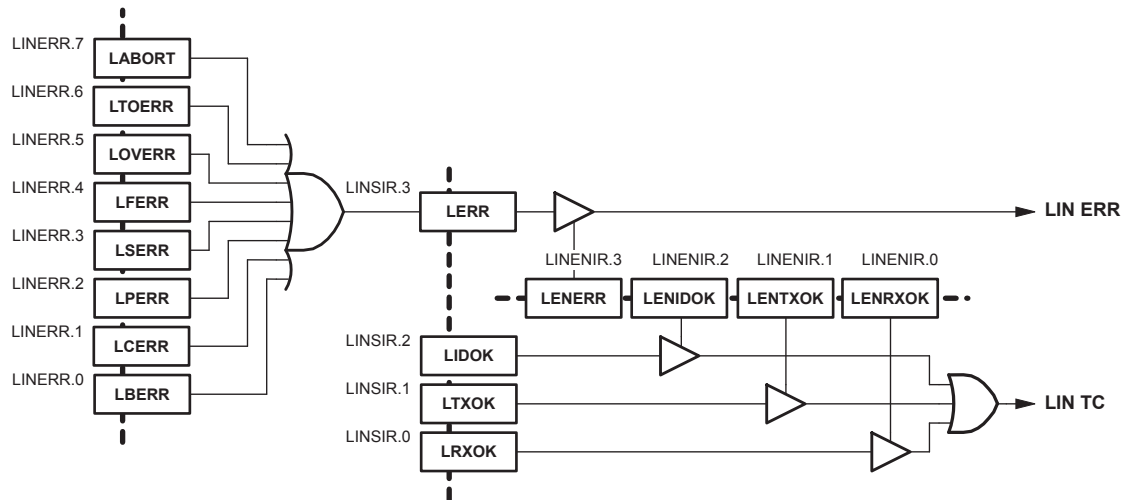 LINERR.7
LABORT
LINERR.6
LTOERR
LINERR.5
LOVERR
LINERR.4
LFERR
LINERR.3
LSERR
LINERR.2
LPERR
LINERR.1
LCERR
LINERR.0
LBERR
LINSIR.3
LERR
LIN ERR
LINENIR.3 LINENIR.2 LINENIR.1 LINENIR.0
LENERR LENIDOK LENTXOK LENRXOK
LINSIR.2
LIDOK
LINSIR.1
LTXOK
LIN TC
LINSIR.0
LRXOK